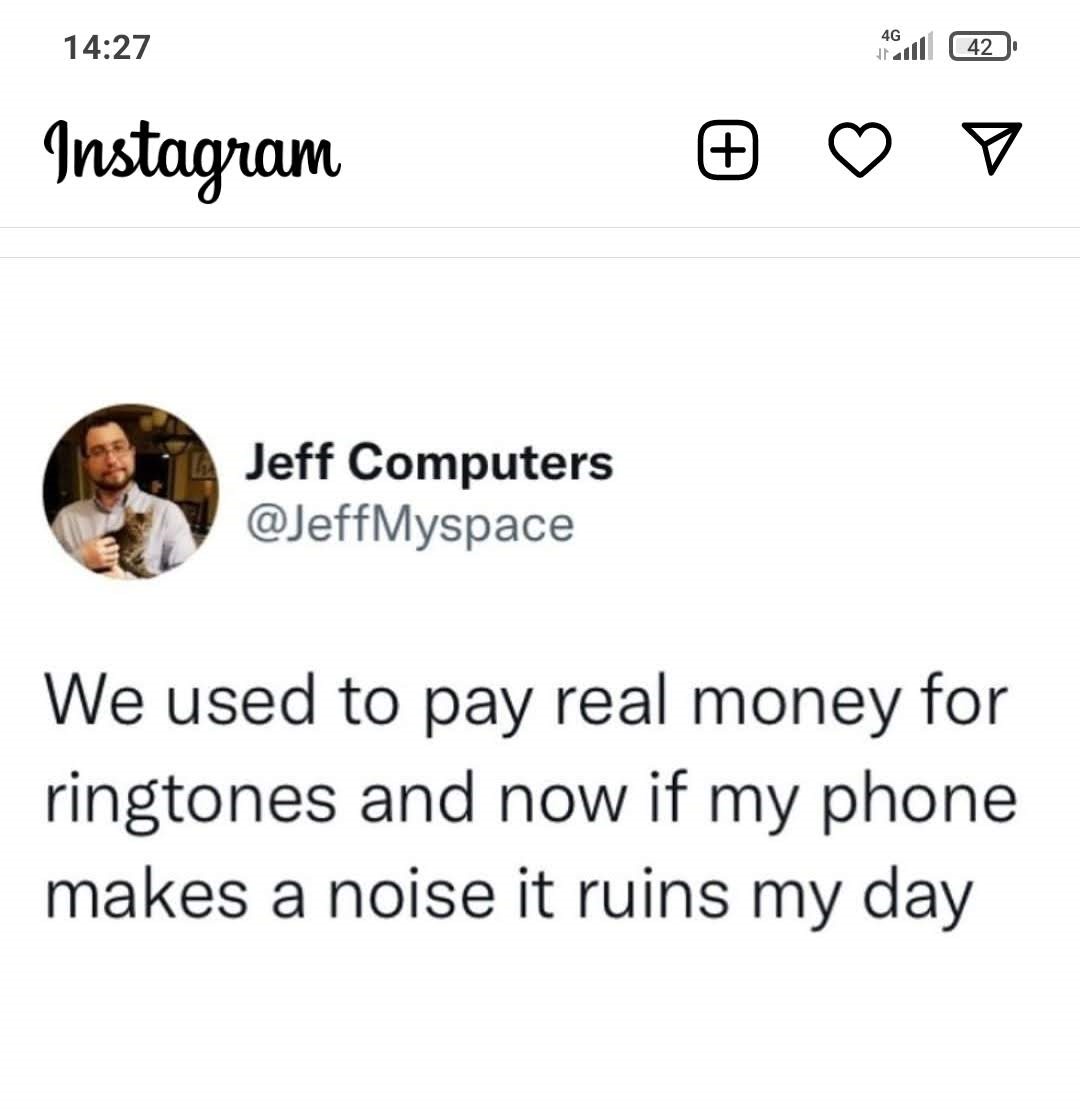 14:27
4G
42
Instagram
Jeff Computers
@JeffMyspace
We used to pay real money for
ringtones and now if my phone
makes a noise it ruins my day